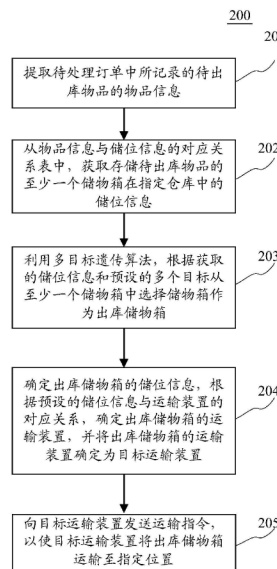 200
20
提取待处理订单中所记录的待出
库物品的物品信息
202
从物品信息与储位信息的对应关
系表中，获取存储待出库物品的
至少一个储物箱在指定仓库中的
储位信息
203
利用多目标遗传算法，根据获取
的储位信息和预设的多个目标从
至少一个储物箱中选择储物箱作
为出库储物箱
204
确定出库储物箱的储位信息，根
据预设的储位信息与运输装置的
对应关系，确定出库储物箱的运
输装置，并将出库储物箱的运输
装置确定为目标运输装置
205
向目标运输装置发送运输指令，
以使目标运输装置将出库储物箱
运输至指定位置